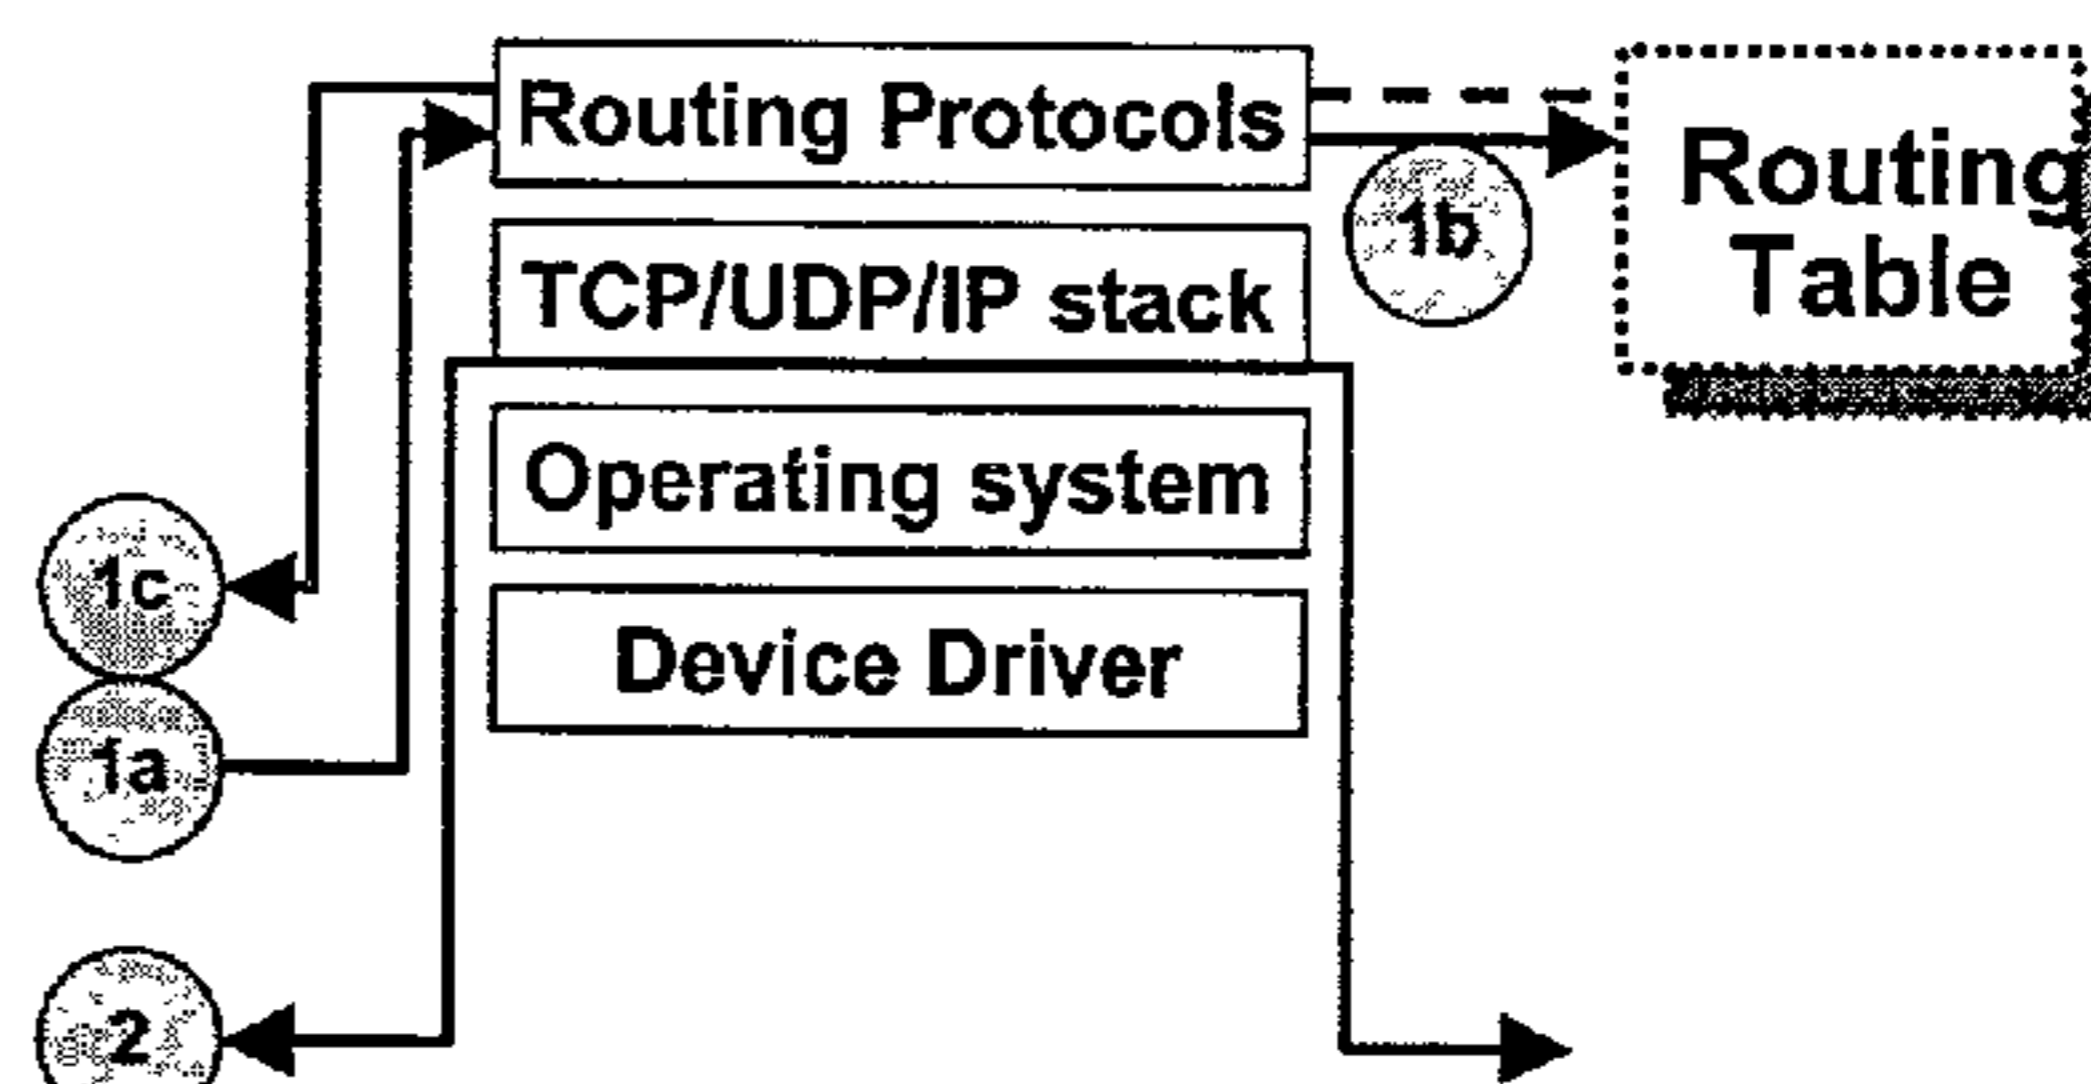 Routing Protocols
Routing
Table
1b
TCP/UDP/IP stack
Operating system
1c
Device Driver
1a
2